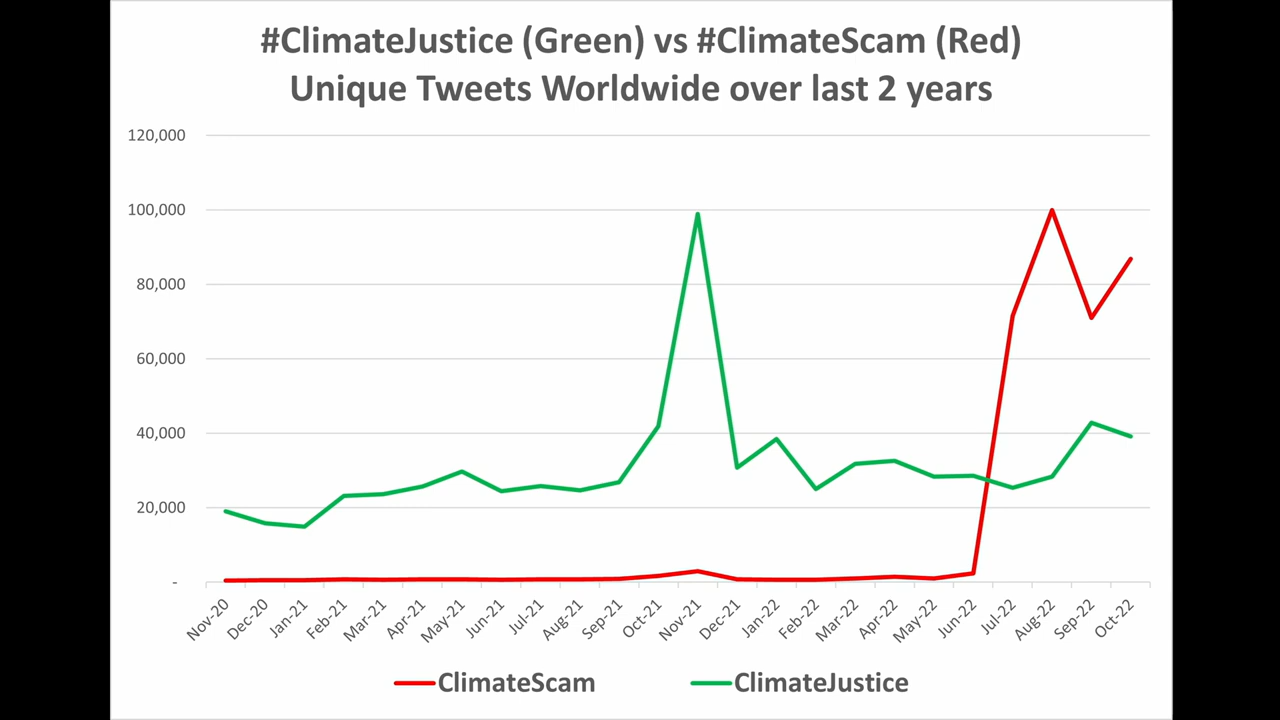 #ClimateJustice (Green) vs #ClimateScam (Red)
Unique Tweets Worldwide over last 2 years
120,000
100,000
80,000
60,000
40,000
20,000
-
Nov-20
Dec-20
Jan-21
Feb-21
Mar-21
Apr-21
May-21
Jun-21
Jul-21
Aug-21
Sep-21
Oct-21
Nov-21
Dec-21
Jan-22
Feb-22
Mar-22
Apr-22
May-22
Jun-22
Jul-22
Aug-22
Sep-22
Oct-22
ClimateScam
ClimateJustice